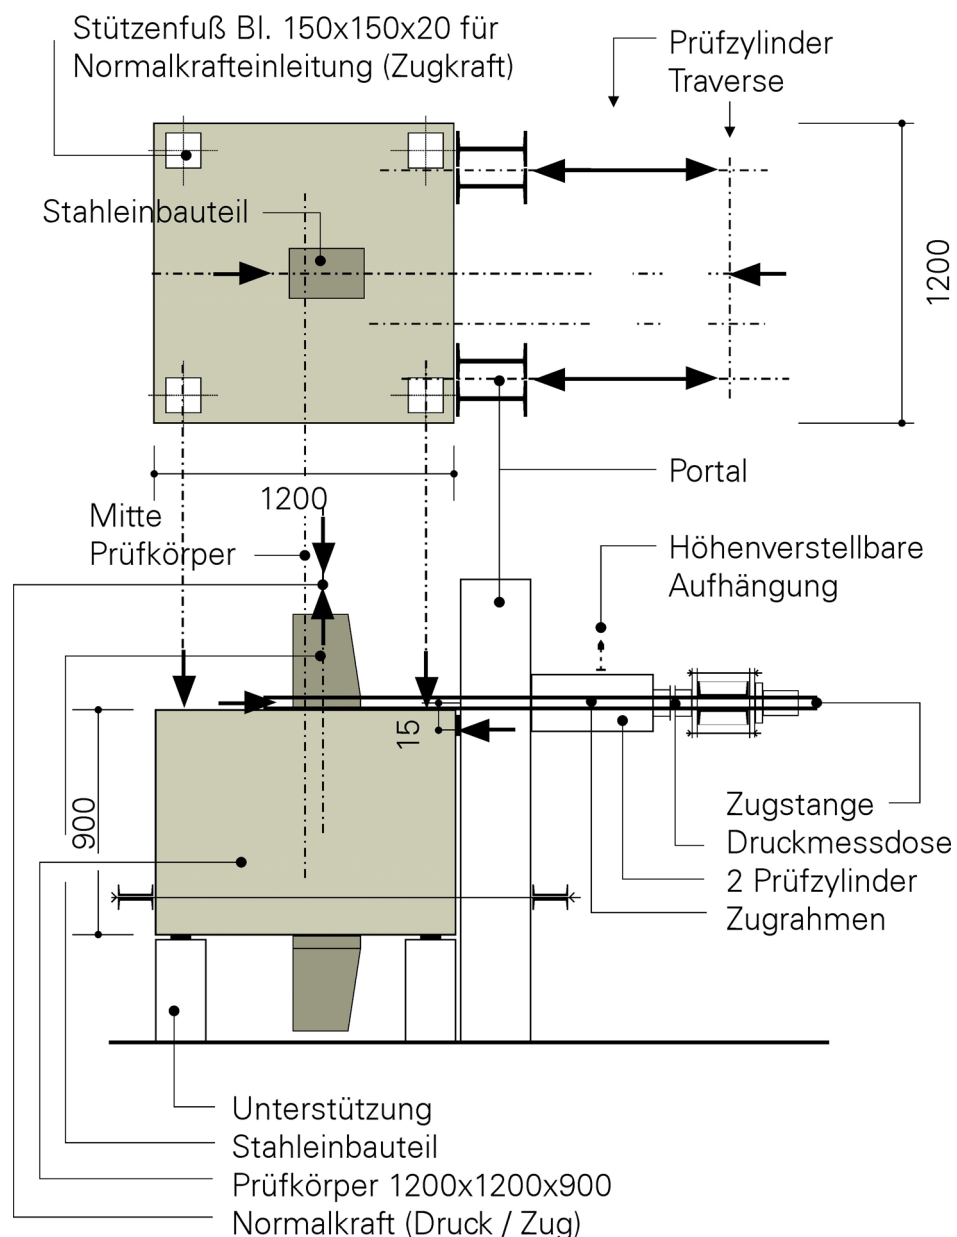 Stützenfuß Bl. 150x150x20 für
Normalkrafteinleitung (Zugkraft)
Prüfzylinder
Traverse
Stahleinbauteil
1200
1200
Portal
Mitte
Prüfkörper
Höhenverstellbare
Aufhängung
15
900
Zugstange
Druckmessdose
2 Prüfzylinder
Zugrahmen
Unterstützung
Stahleinbauteil
Prüfkörper 1200x1200x900
Normalkraft (Druck / Zug)